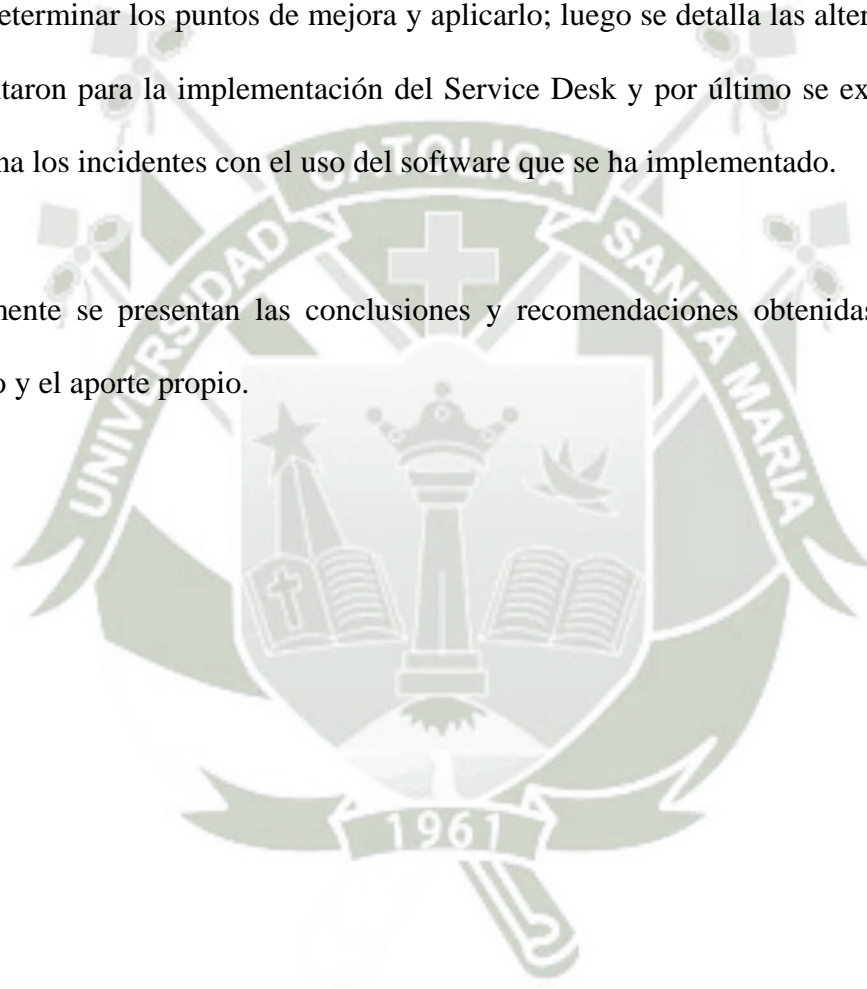 eterminar los puntos de mejora y aplicarlo; luego se detalla las alter
taron para la implementación del Service Desk y por último se ex
na los incidentes con el uso del software que se ha implementado.
mente se presentan las conclusiones y recomendaciones obtenidas
o y el aporte propio.
UNIVERSIDAD CATOLICA SANTA MARIA
1961